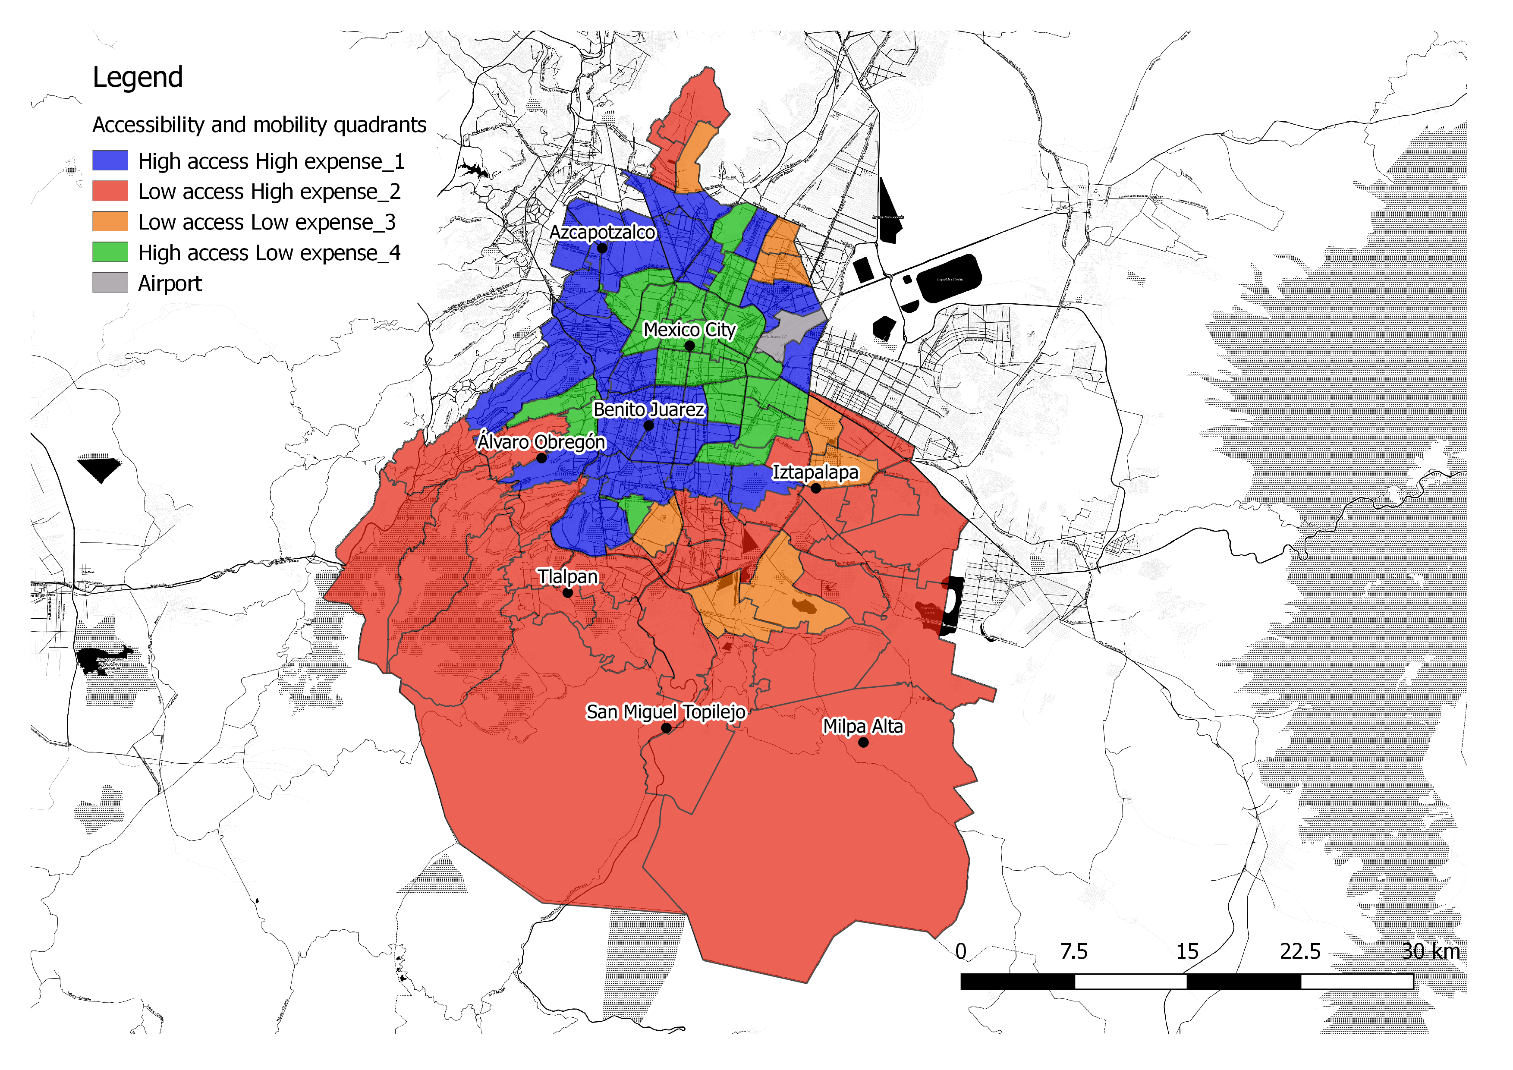 Legend
Accessibility and mobility quadrants
High access High expense_1
Low access High expense_2
Low access Low expense_3
High access Low expense_4
Airport
Azcapotzalco
Mexico City
Benito Juarez
Álvaro Obregón
Iztapalapa
Tlalpan
San Miguel Topilejo
Milpa Alta
0 7.5 15 22.5 30 km